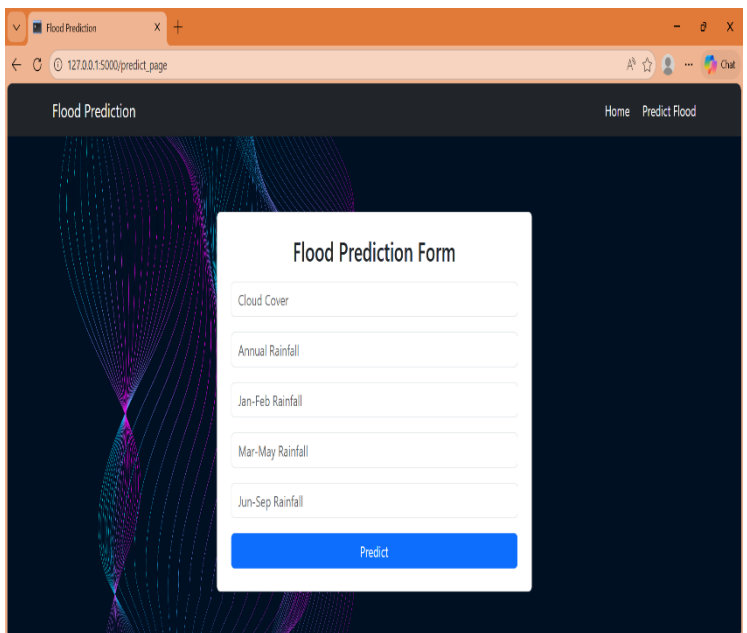 Flood Prediction
127.0.0.1:5000/predict_page
Chat
Flood Prediction
Home Predict Flood
Flood Prediction Form
Cloud Cover
Annual Rainfall
Jan-Feb Rainfall
Mar-May Rainfall
Jun-Sep Rainfall
Predict